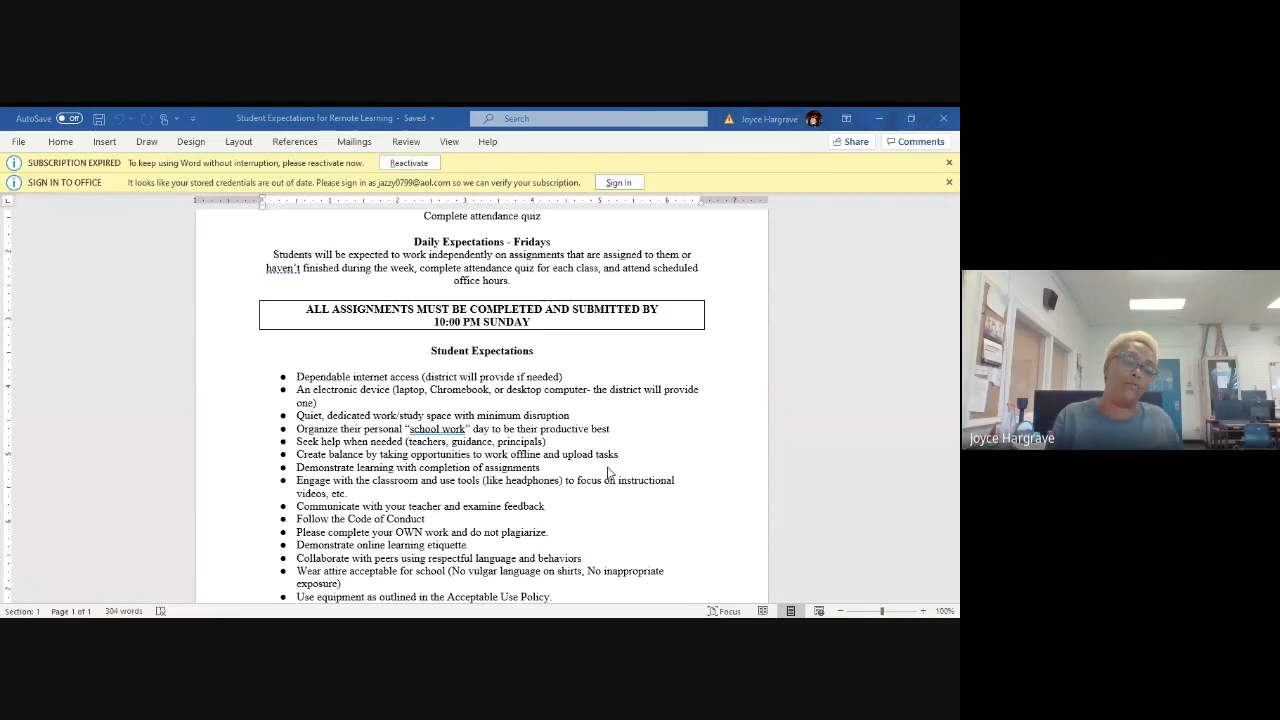 AutoSave Off Student Expectations for Remote Learning - Saved Search Joyce Hargrave
File Home Insert Draw Design Layout References Mailings Review View Help Share Comments
SUBSCRIPTION EXPIRED To keep using Word without interruption, please reactivate now. Reactivate
SIGN IN TO OFFICE It looks like your stored credentials are out of date. Please sign in as jazzy0799@aol.com so we can verify your subscription. Sign In
1 1 2 3 4 5 6 7
Complete attendance quiz
Daily Expectations - Fridays
Students will be expected to work independently on assignments that are assigned to them or
haven't finished during the week, complete attendance quiz for each class, and attend scheduled
office hours.
ALL ASSIGNMENTS MUST BE COMPLETED AND SUBMITTED BY
10:00 PM SUNDAY
Student Expectations
● Dependable internet access (district will provide if needed)
● An electronic device (laptop, Chromebook, or desktop computer- the district will provide
one)
● Quiet, dedicated work/study space with minimum disruption
● Organize their personal “school work” day to be their productive best
● Seek help when needed (teachers, guidance, principals)
● Create balance by taking opportunities to work offline and upload tasks
● Demonstrate learning with completion of assignments
● Engage with the classroom and use tools (like headphones) to focus on instructional
videos, etc.
● Communicate with your teacher and examine feedback
● Follow the Code of Conduct
● Please complete your OWN work and do not plagiarize.
● Demonstrate online learning etiquette
● Collaborate with peers using respectful language and behaviors
● Wear attire acceptable for school (No vulgar language on shirts, No inappropriate
exposure)
● Use equipment as outlined in the Acceptable Use Policy.
Section: 1 Page 1 of 1 304 words Focus 100%
Joyce Hargrave